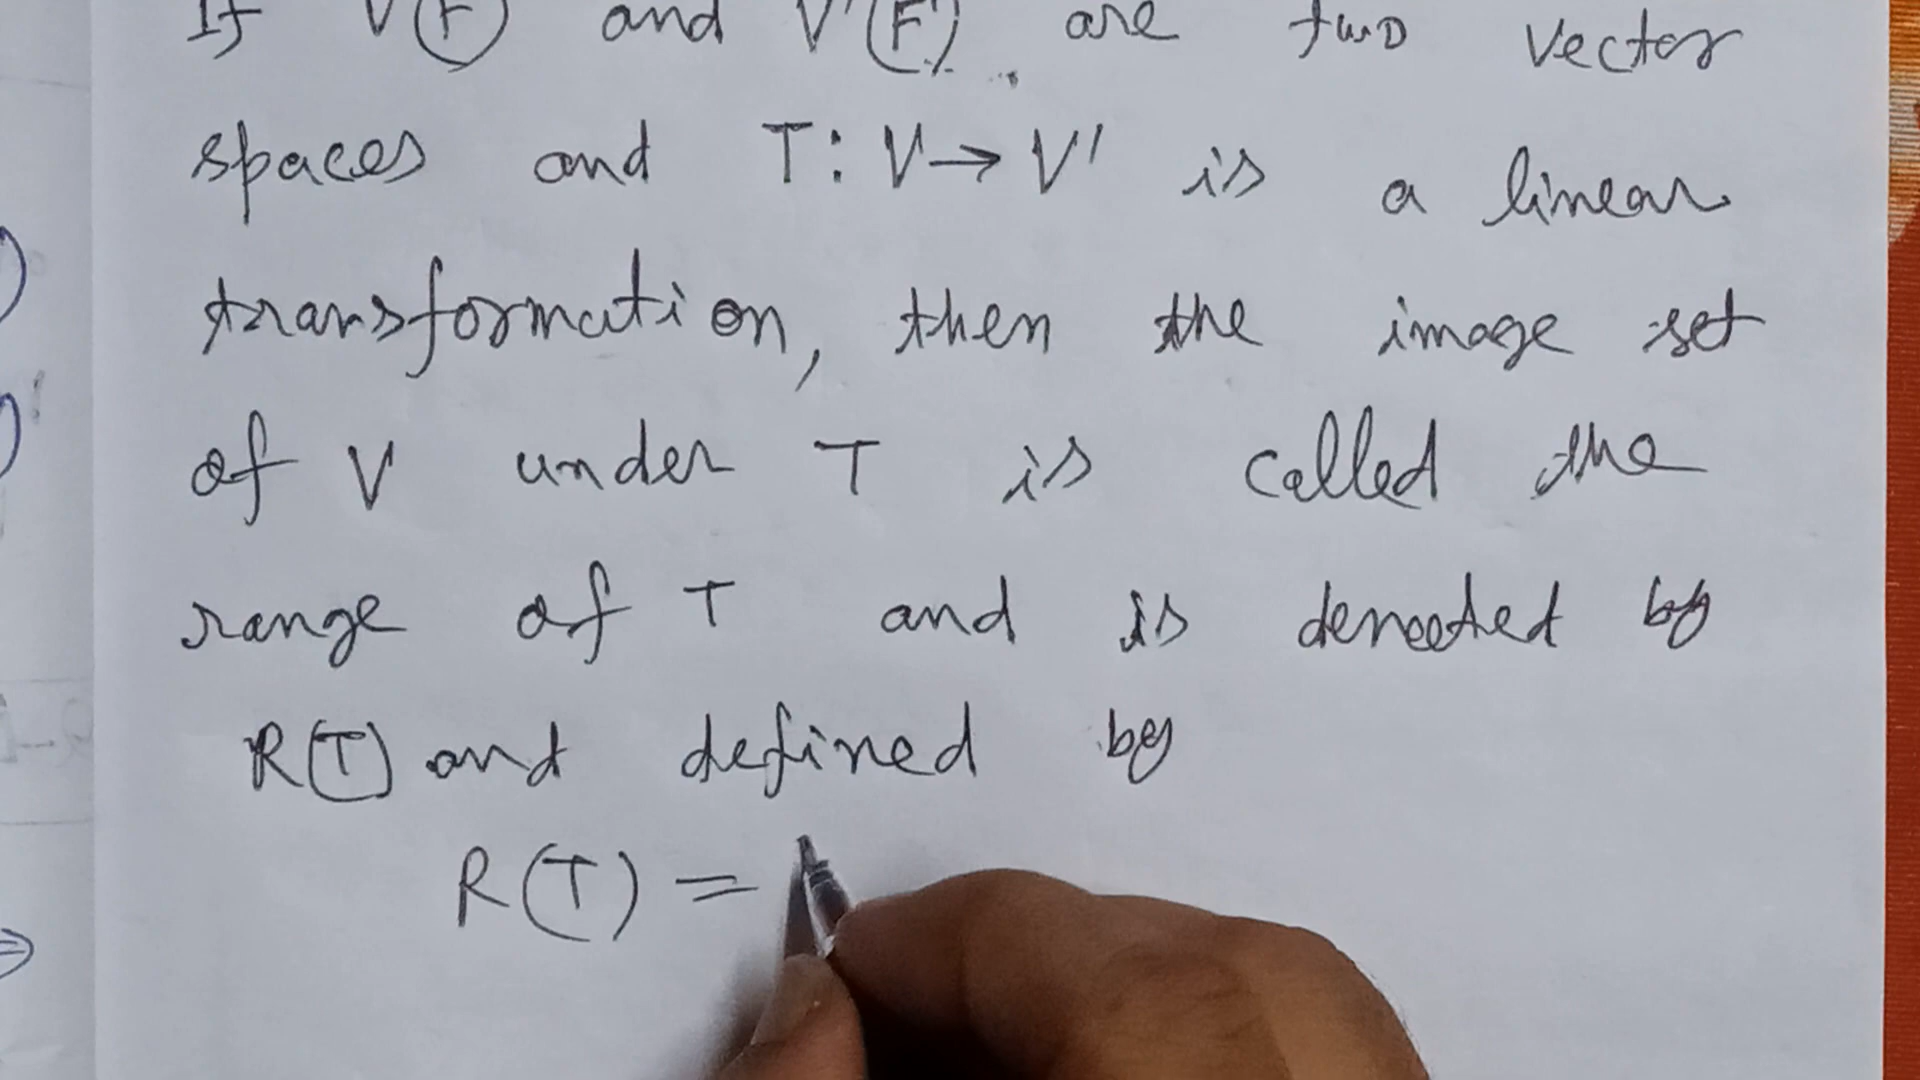 If V(F) and V'(F') are two vector
spaces and T: V→V' is a linear
transformation, then the image set
of V under T is called the
range of T and is denoted by
R(T) and defined by
R(T) =